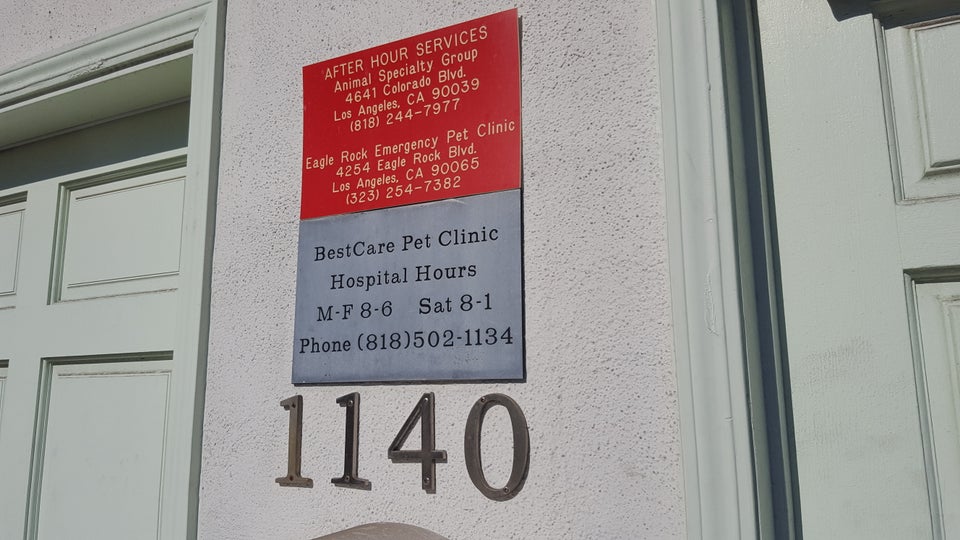 AFTER HOUR SERVICES
Animal Specialty Group
4641 Colorado Blvd.
Los Angeles, CA 90039
(818) 244-7977
Eagle Rock Emergency Pet Clinic
4254 Eagle Rock Blvd.
Los Angeles, CA 90065
(323) 254-7382
BestCare Pet Clinic
Hospital Hours
M-F 8-6 Sat 8-1
Phone (818)502-1134
1140